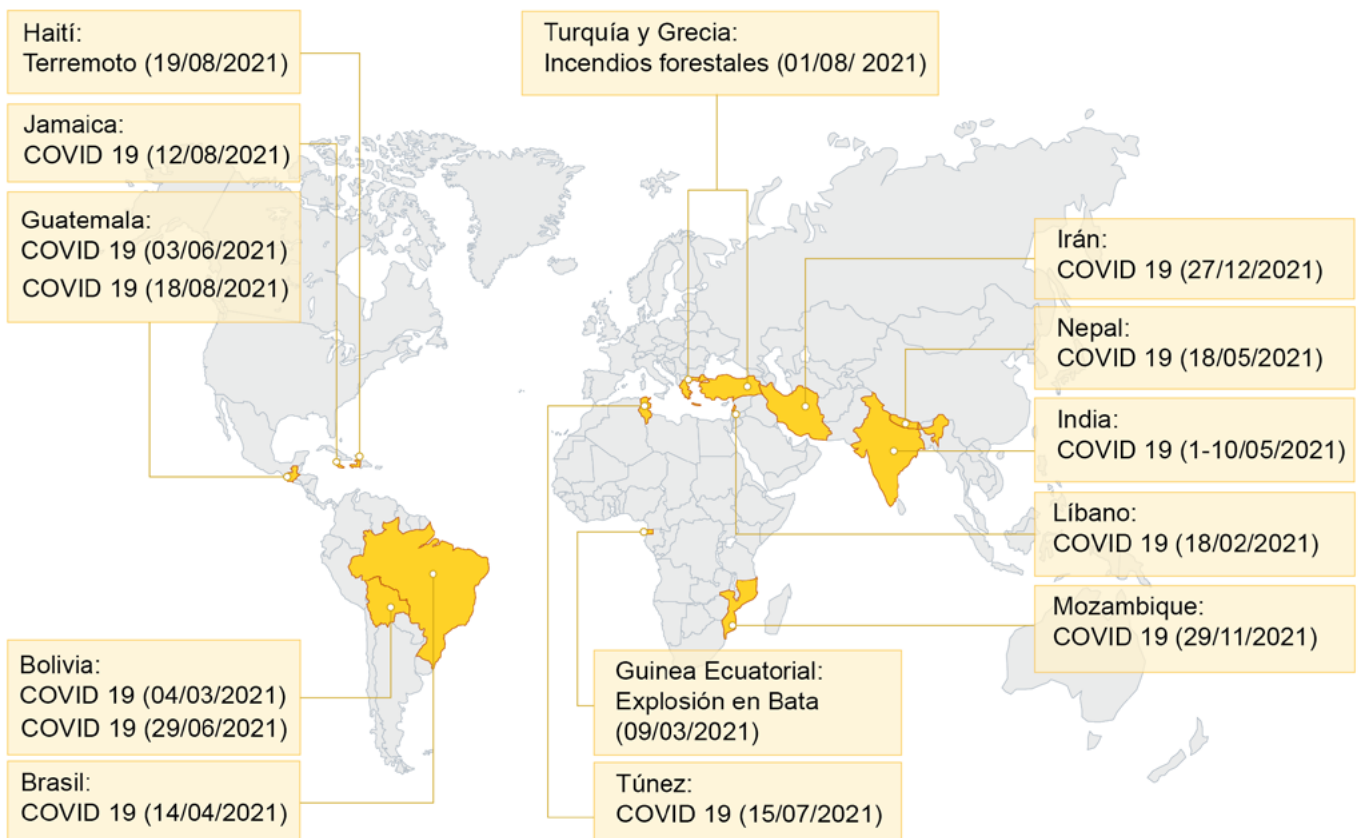 Haití:
Terremoto (19/08/2021)
Jamaica:
COVID 19 (12/08/2021)
Guatemala:
COVID 19 (03/06/2021)
COVID 19 (18/08/2021)
Bolivia:
COVID 19 (04/03/2021)
COVID 19 (29/06/2021)
Brasil:
COVID 19 (14/04/2021)
Turquía y Grecia:
Incendios forestales (01/08/ 2021)
Guinea Ecuatorial:
Explosión en Bata
(09/03/2021)
Túnez:
COVID 19 (15/07/2021)
Irán:
COVID 19 (27/12/2021)
Nepal:
COVID 19 (18/05/2021)
India:
COVID 19 (1-10/05/2021)
Líbano:
COVID 19 (18/02/2021)
Mozambique:
COVID 19 (29/11/2021)